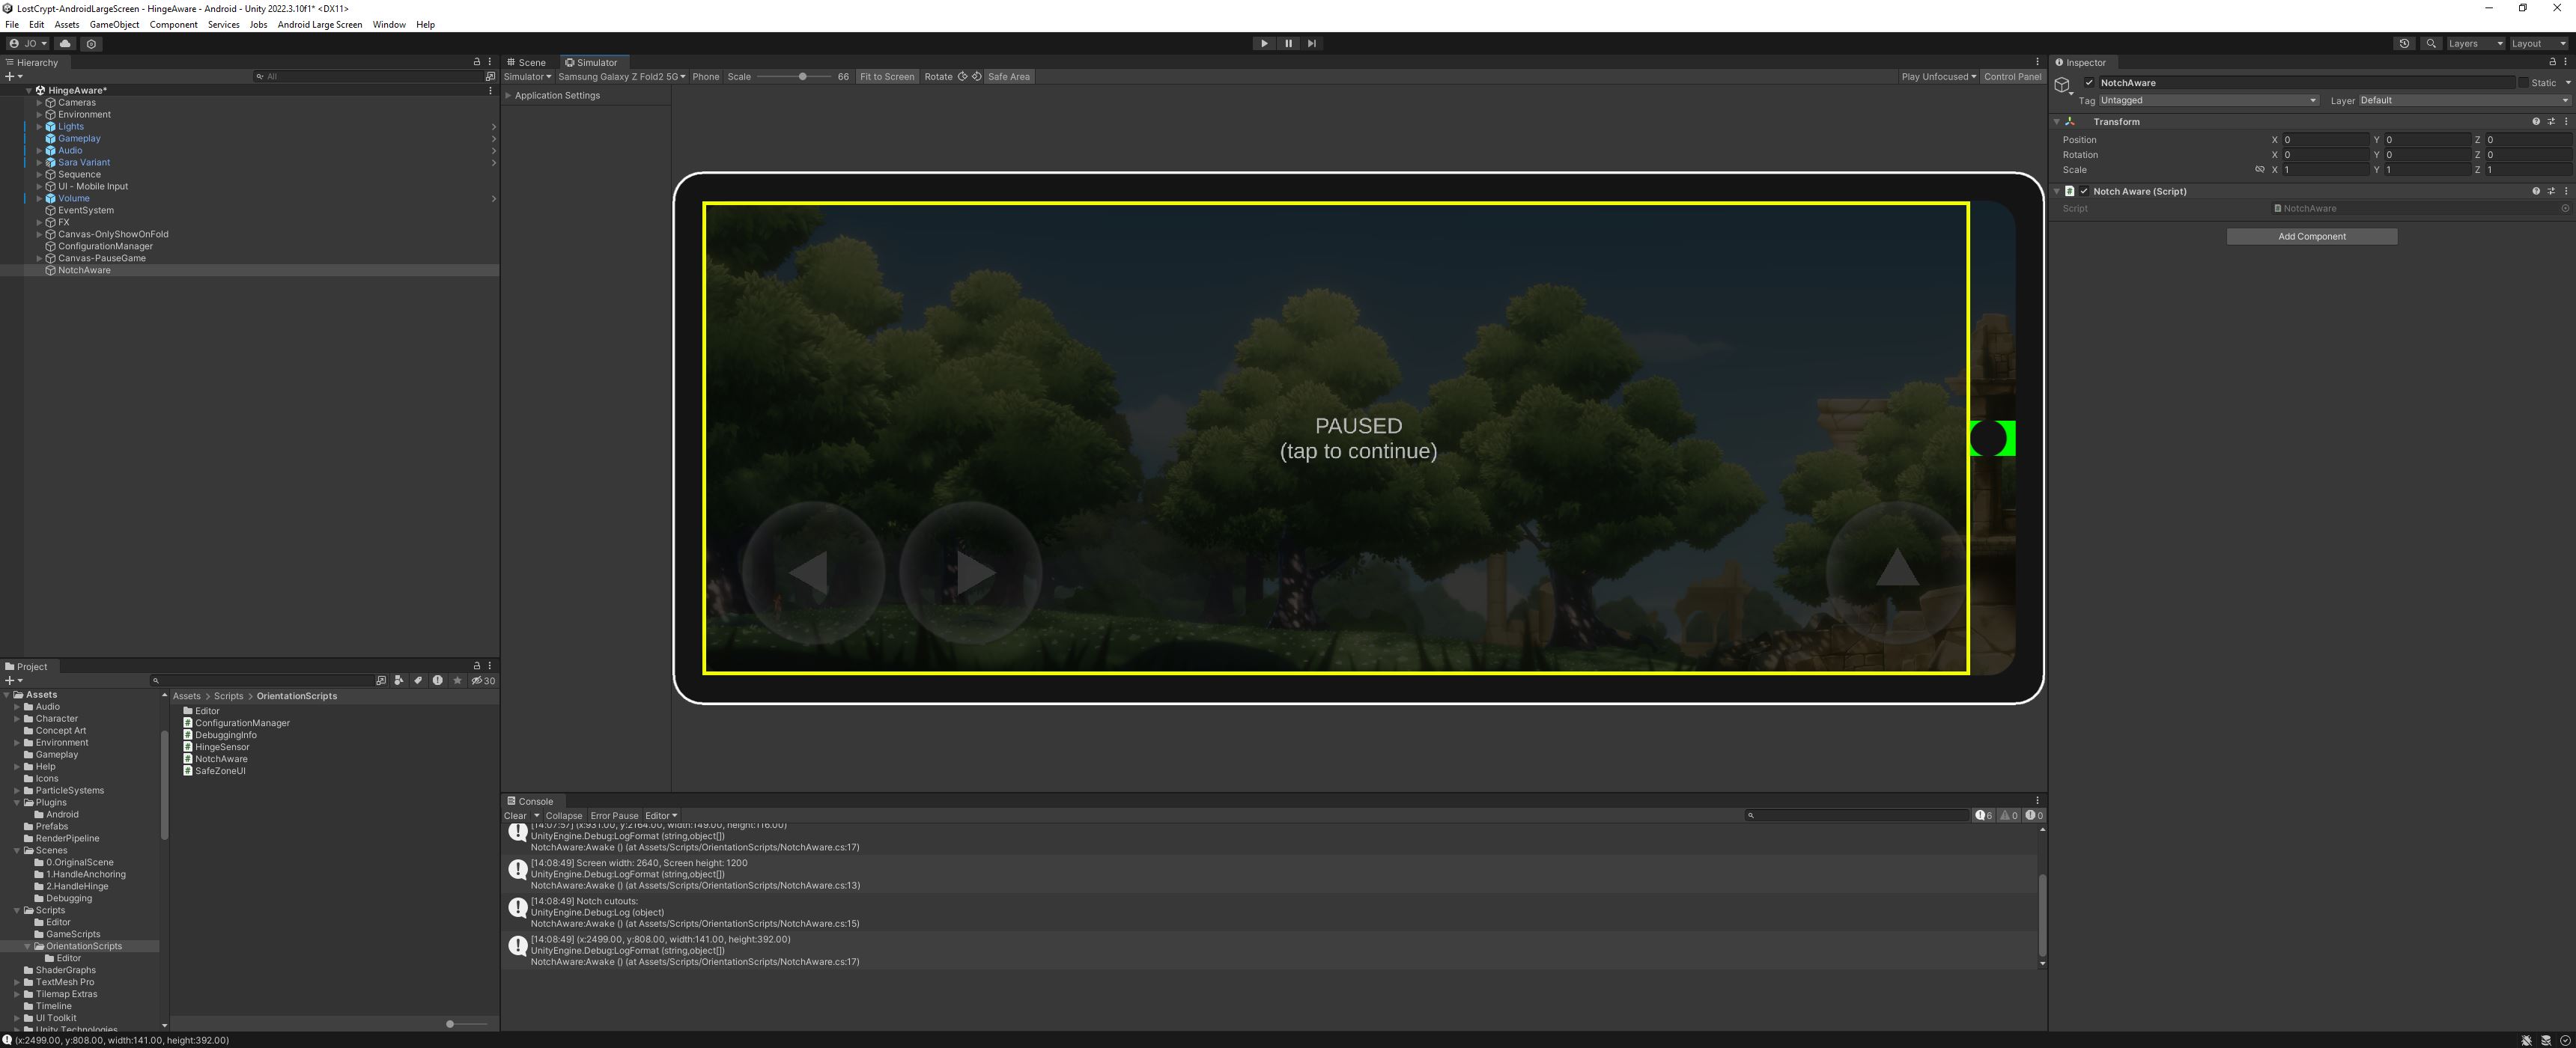 LostCrypt-AndroidLargeScreen - HingeAware - Android - Unity 2022.3.10f1* <DX11>
File Edit Assets GameObject Component Services Jobs Android Large Screen Window Help
JO
Layers Layout
Hierarchy
All
HingeAware*
Cameras
Environment
Lights
Gameplay
Audio
Sara Variant
Sequence
UI - Mobile Input
Volume
EventSystem
FX
Canvas-OnlyShowOnFold
ConfigurationManager
Canvas-PauseGame
NotchAware
Scene Simulator
Simulator Samsung Galaxy Z Fold2 5G Phone Scale 66 Fit to Screen Rotate Safe Area Play Unfocused Control Panel
Application Settings
PAUSED
(tap to continue)
Inspector
NotchAware Static
Tag Untagged Layer Default
Transform
Position X 0 Y 0 Z 0
Rotation X 0 Y 0 Z 0
Scale X 1 Y 1 Z 1
Notch Aware (Script)
Script NotchAware
Add Component
Project
30
Assets
Audio
Character
Concept Art
Environment
Gameplay
Help
Icons
ParticleSystems
Plugins
Android
Prefabs
RenderPipeline
Scenes
0.OriginalScene
1.HandleAnchoring
2.HandleHinge
Debugging
Scripts
Editor
GameScripts
OrientationScripts
Editor
ShaderGraphs
TextMesh Pro
Tilemap Extras
Timeline
UI Toolkit
Unity Technologies
Assets > Scripts > OrientationScripts
Editor
ConfigurationManager
DebuggingInfo
HingeSensor
NotchAware
SafeZoneUI
Console
Clear Collapse Error Pause Editor 6 0 0
[14:07:57] (x:931.00, y:2164.00, width:149.00, height:116.00)
UnityEngine.Debug:LogFormat (string,object[])
NotchAware:Awake () (at Assets/Scripts/OrientationScripts/NotchAware.cs:17)
[14:08:49] Screen width: 2640, Screen height: 1200
UnityEngine.Debug:LogFormat (string,object[])
NotchAware:Awake () (at Assets/Scripts/OrientationScripts/NotchAware.cs:13)
[14:08:49] Notch cutouts:
UnityEngine.Debug:Log (object)
NotchAware:Awake () (at Assets/Scripts/OrientationScripts/NotchAware.cs:15)
[14:08:49] (x:2499.00, y:808.00, width:141.00, height:392.00)
UnityEngine.Debug:LogFormat (string,object[])
NotchAware:Awake () (at Assets/Scripts/OrientationScripts/NotchAware.cs:17)
(x:2499.00, y:808.00, width:141.00, height:392.00)